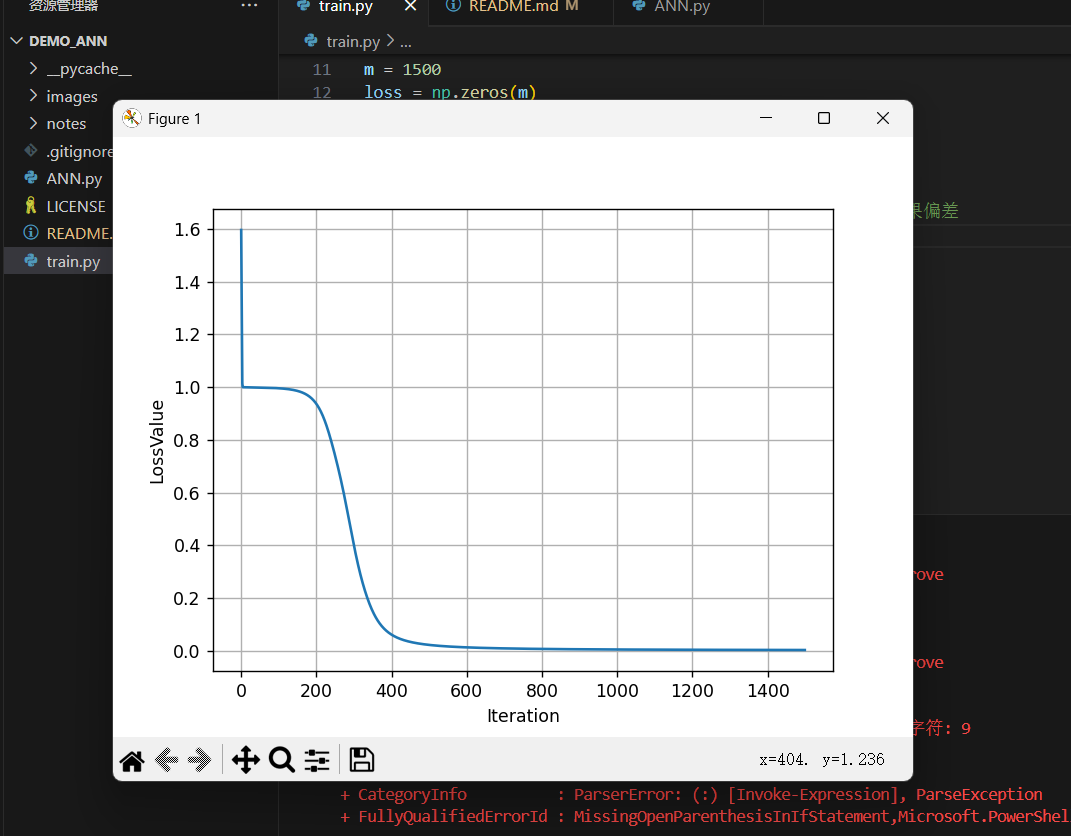 资源管理器
train.py
README.md M
ANN.py
DEMO_ANN
train.py > ...
__pycache__
11 m = 1500
images
12 loss = np.zeros(m)
notes
Figure 1
.gitignore
ANN.py
LICENSE
果偏差
README.
train.py
1.6
1.4
1.2
1.0
0.8
0.6
0.4
0.2
0.0
LossValue
0 200 400 600 800 1000 1200 1400
Iteration
rove
rove
字符: 9
x=404. y=1.236
+ CategoryInfo : ParserError: (:) [Invoke-Expression], ParseException
+ FullyQualifiedErrorId : MissingOpenParenthesisInIfStatement,Microsoft.PowerShel